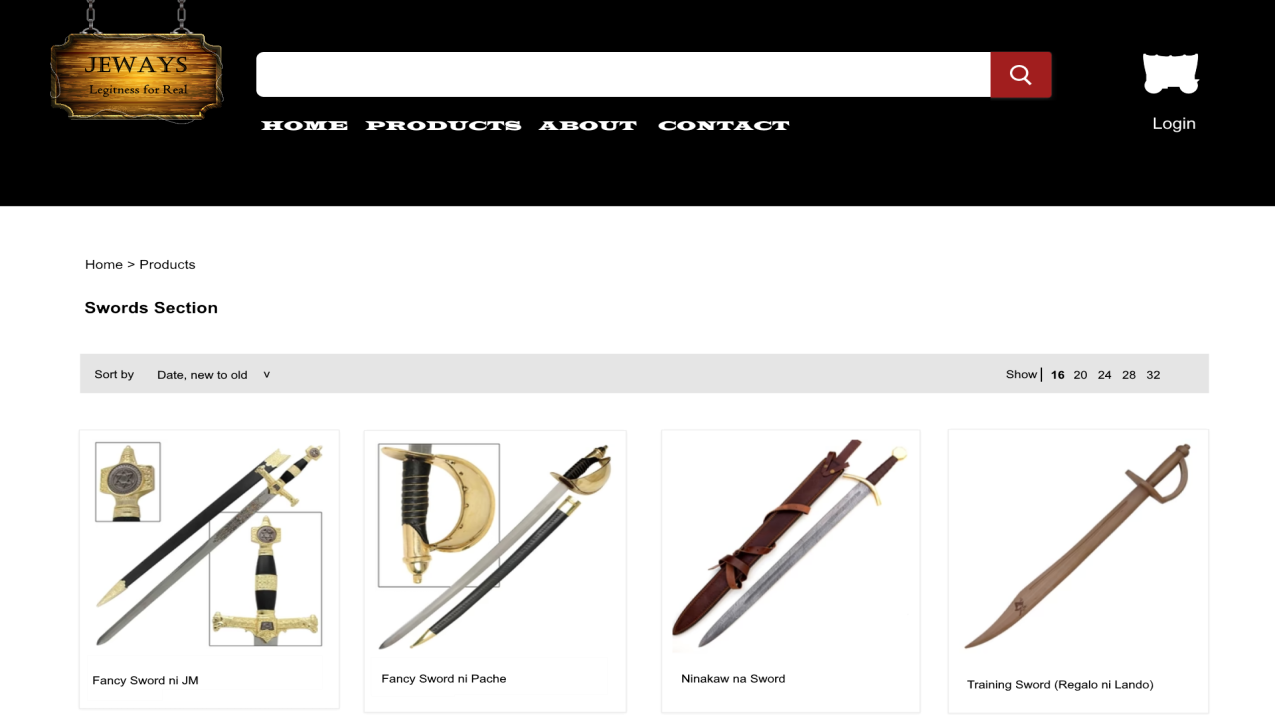 JEWAYS
Legitness for Real
HOME PRODUCTS ABOUT CONTACT
Login
Home > Products
Swords Section
Sort by Date, new to old v
Show | 16 20 24 28 32
Fancy Sword ni JM
Fancy Sword ni Pache
Ninakaw na Sword
Training Sword (Regalo ni Lando)